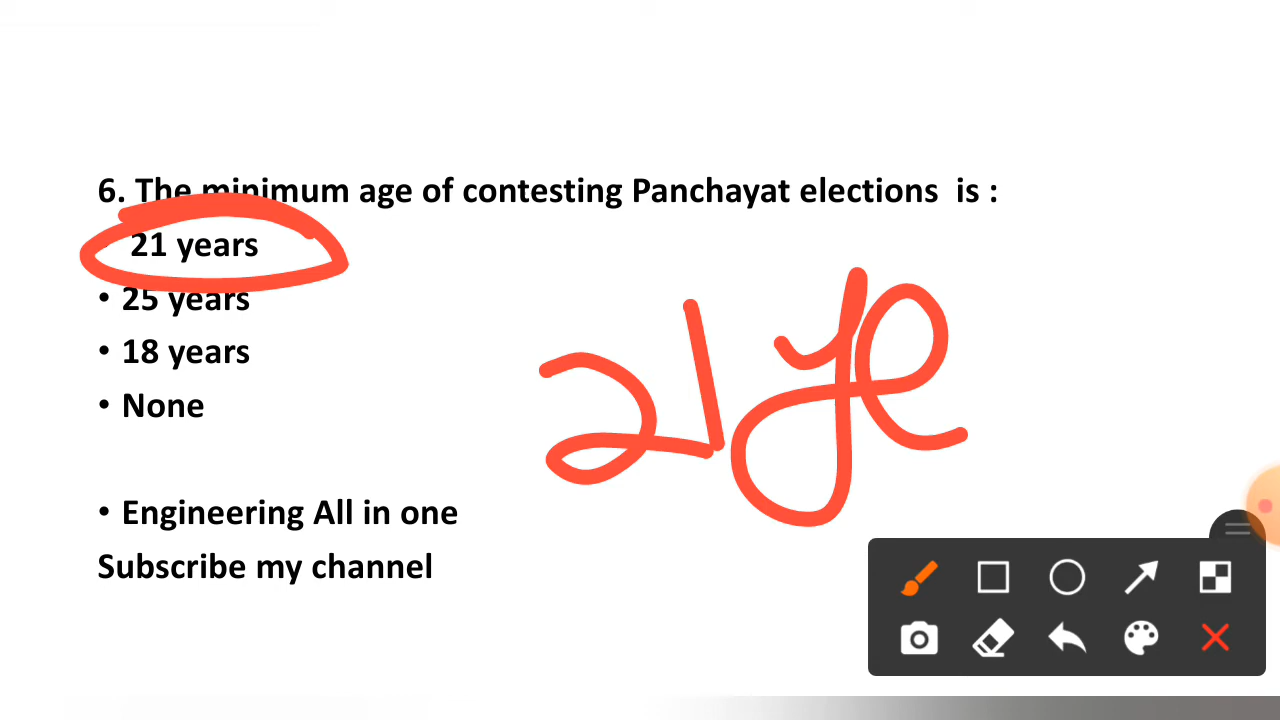 6. The minimum age of contesting Panchayat elections is :
21 years
• 25 years
• 18 years
• None
21 ye
• Engineering All in one
Subscribe my channel